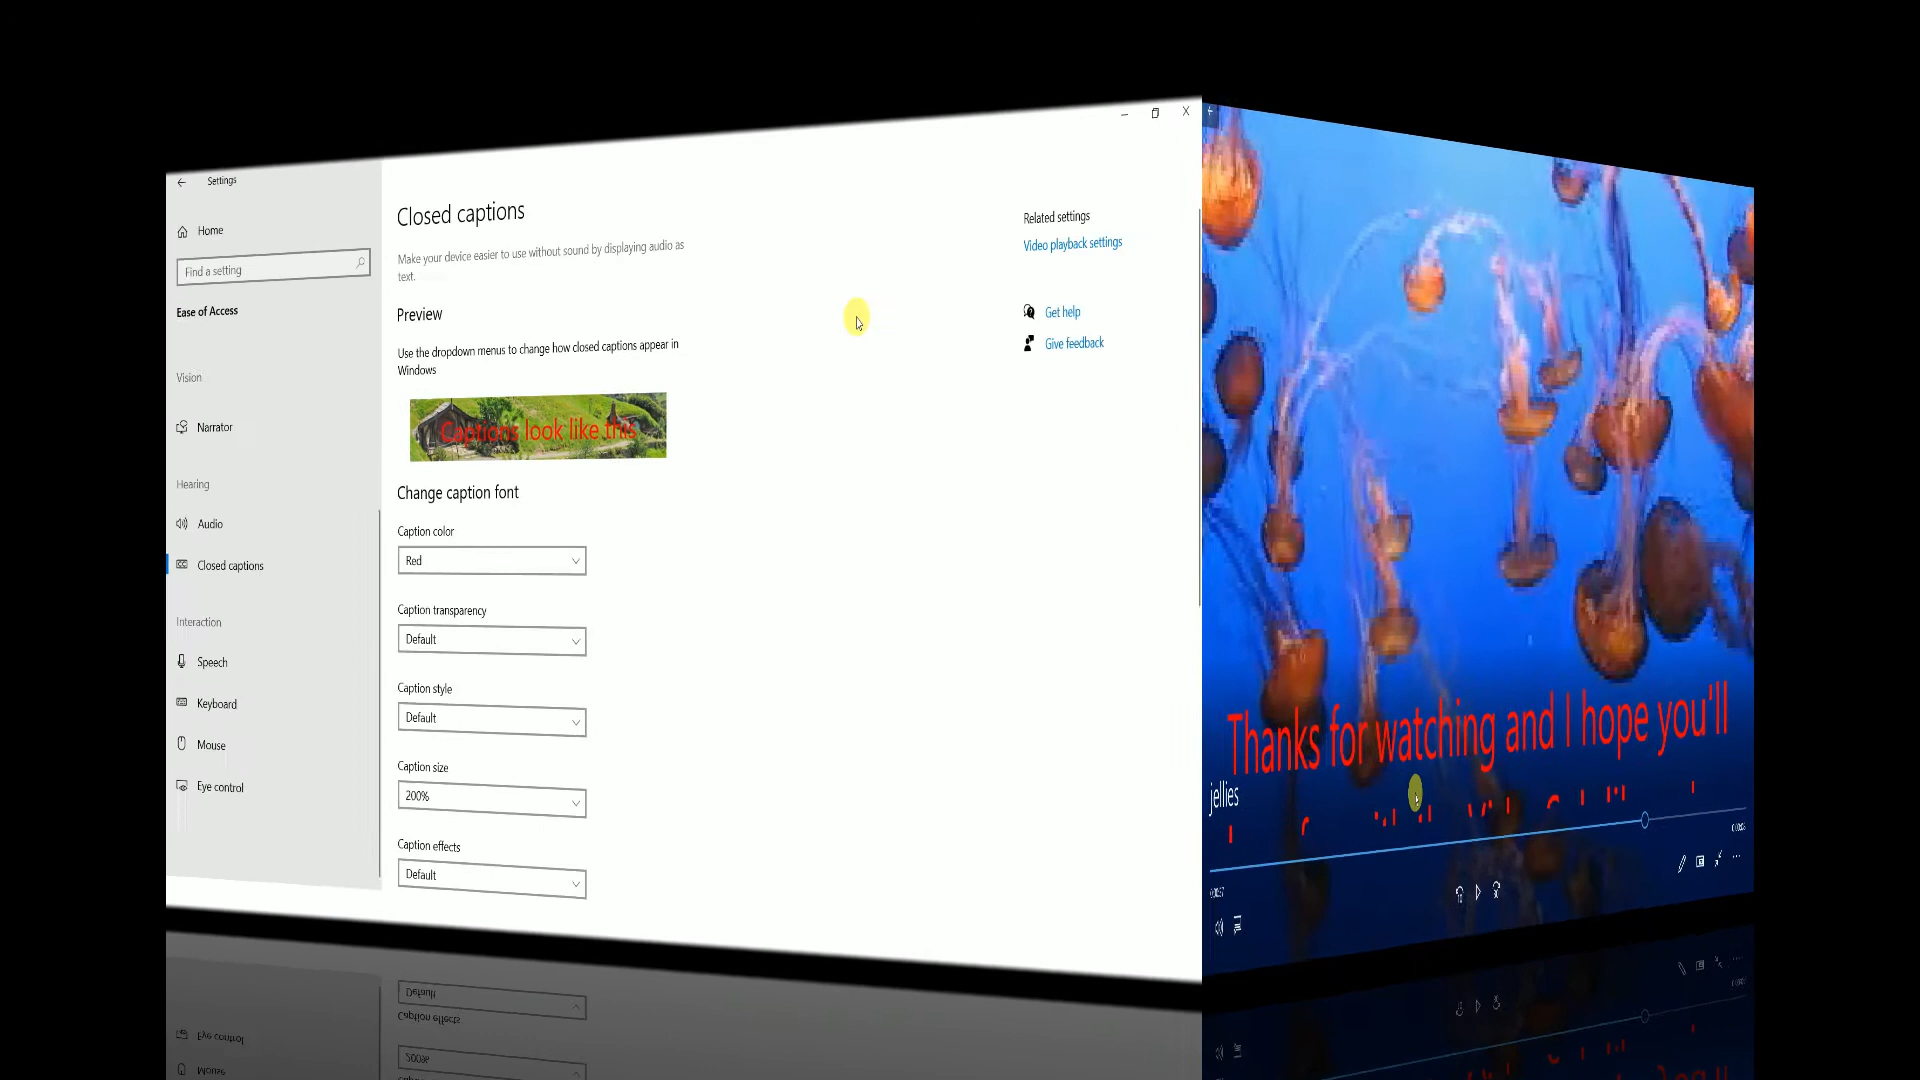 Settings
Home
Find a setting
Ease of Access
Vision
Narrator
Hearing
Audio
Closed captions
Interaction
Speech
Keyboard
Mouse
Eye control
Closed captions
Make your device easier to use without sound by displaying audio as
text.
Preview
Use the dropdown menus to change how closed captions appear in
Windows
Captions look like this
Change caption font
Caption color
Red
Caption transparency
Default
Caption style
Default
Caption size
200%
Caption effects
Default
Related settings
Video playback settings
Get help
Give feedback
Thanks for watching and I hope you'll
jellies